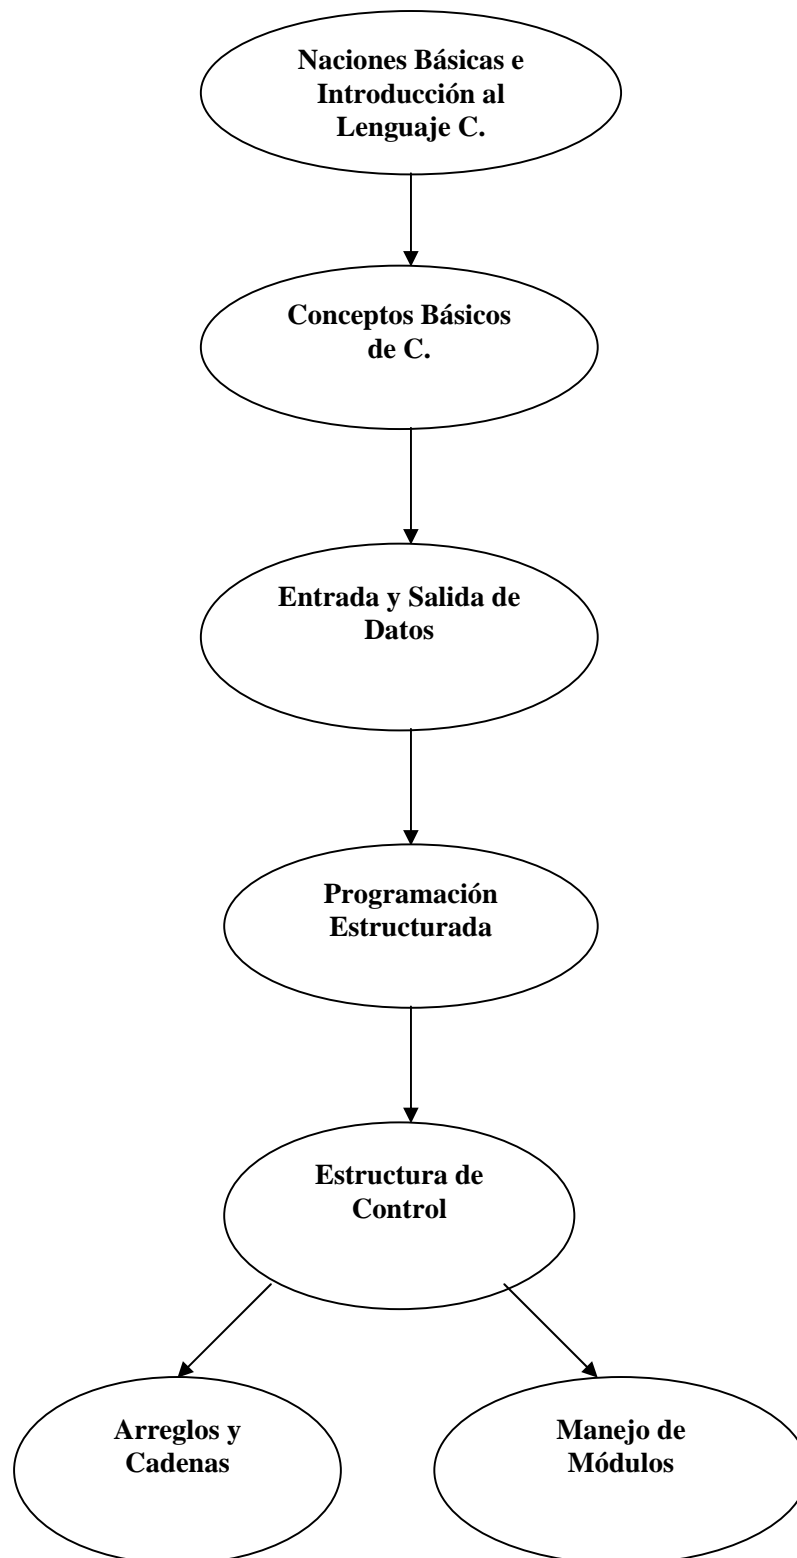 Naciones Básicas e
Introducción al
Lenguaje C.
Conceptos Básicos
de C.
Entrada y Salida de
Datos
Programación
Estructurada
Estructura de
Control
Arreglos y
Cadenas
Manejo de
Módulos